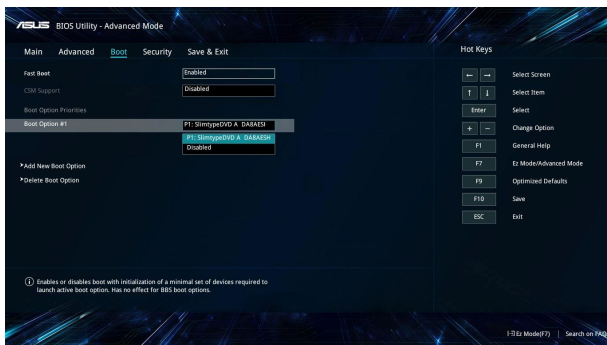 ASUS BIOS Utility - Advanced Mode
Main Advanced Boot Security Save & Exit
Hot Keys
Fast Boot Enabled
CSM Support Disabled
Boot Option Priorities
Boot Option #1 P1: SlimtypeDVD A DA8AESI
P1: SlimtypeDVD A DA8AESH
Disabled
>Add New Boot Option
>Delete Boot Option
← → Select Screen
↑ ↓ Select Item
Enter Select
+ − Change Option
F1 General Help
F7 Ez Mode/Advanced Mode
F9 Optimized Defaults
F10 Save
ESC Exit
i Enables or disables boot with initialization of a minimal set of devices required to
launch active boot option. Has no effect for BBS boot options.
Ez Mode(F7) | Search on FAQ